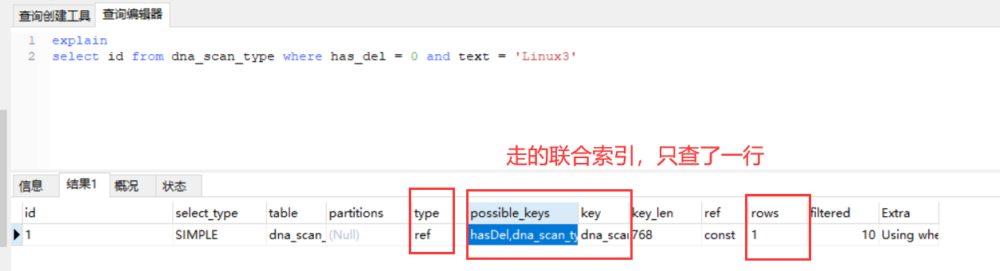 查询创建工具 查询编辑器
1 explain
2 select id from dna_scan_type where has_del = 0 and text = 'Linux3'
走的联合索引，只查了一行
信息 结果1 概况 状态
id select_type table partitions type possible_keys key key_len ref rows filtered Extra
1 SIMPLE dna_scan_ (Null) ref hasDel,dna_scan_ty dna_scan 768 const 1 10 Using whe